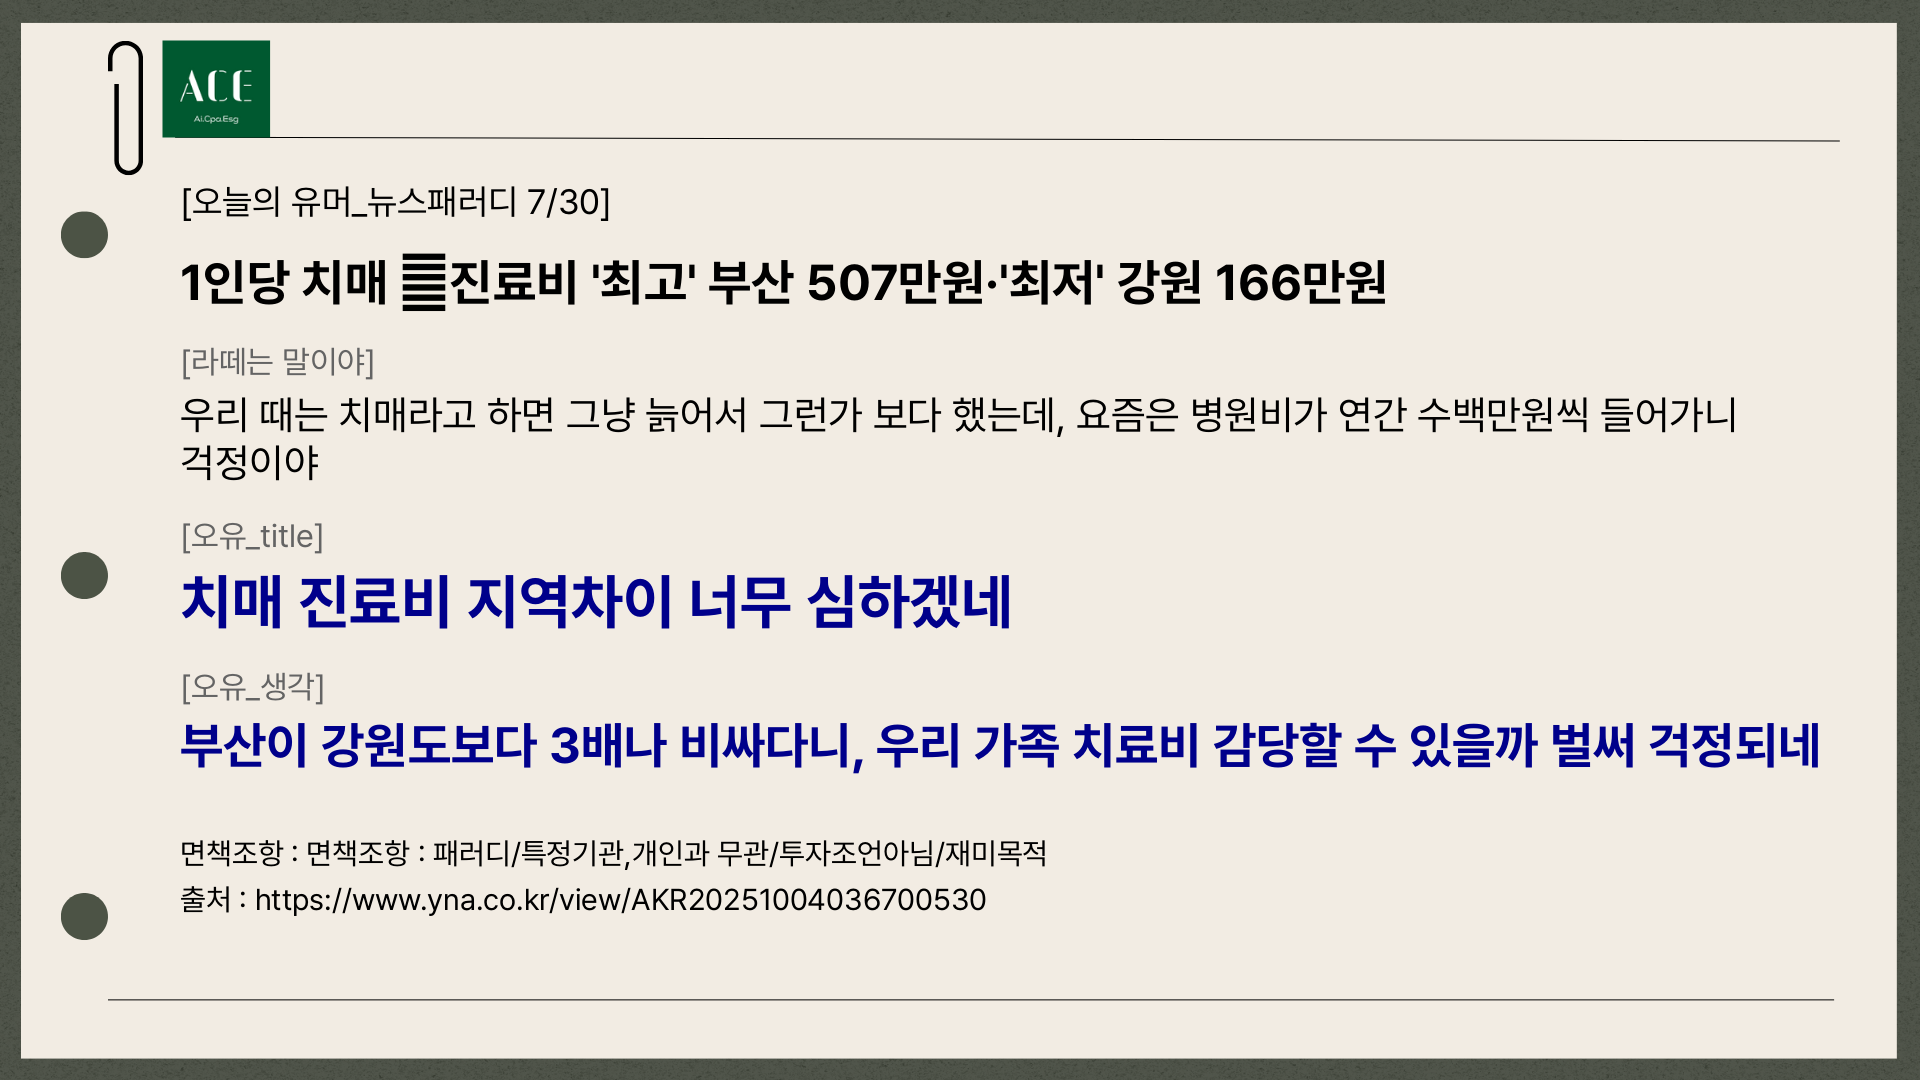 ACE
Ai.Cpa.Esg
[오늘의 유머_뉴스패러디 7/30]
1인당 치매 진료비 '최고' 부산 507만원·'최저' 강원 166만원
[라떼는 말이야]
우리 때는 치매라고 하면 그냥 늙어서 그런가 보다 했는데, 요즘은 병원비가 연간 수백만원씩 들어가니
걱정이야
[오유_title]
치매 진료비 지역차이 너무 심하겠네
[오유_생각]
부산이 강원도보다 3배나 비싸다니, 우리 가족 치료비 감당할 수 있을까 벌써 걱정되네
면책조항 : 면책조항 : 패러디/특정기관,개인과 무관/투자조언아님/재미목적
출처 : https://www.yna.co.kr/view/AKR20251004036700530